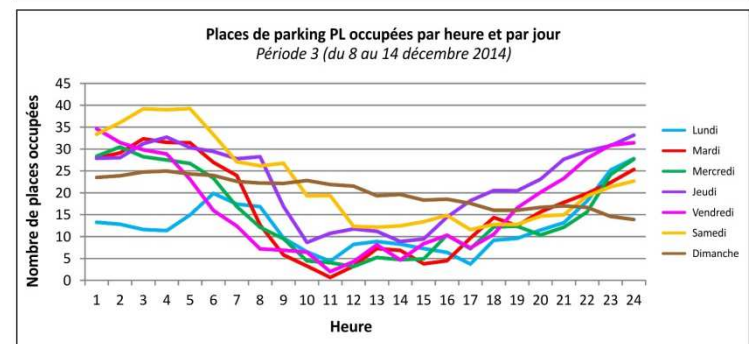 Places de parking PL occupées par heure et par jour
Période 3 (du 8 au 14 décembre 2014)
Nombre de places occupées
45
40
35
30
25
20
15
10
5
0
1 2 3 4 5 6 7 8 9 10 11 12 13 14 15 16 17 18 19 20 21 22 23 24
Heure
Lundi
Mardi
Mercredi
Jeudi
Vendredi
Samedi
Dimanche